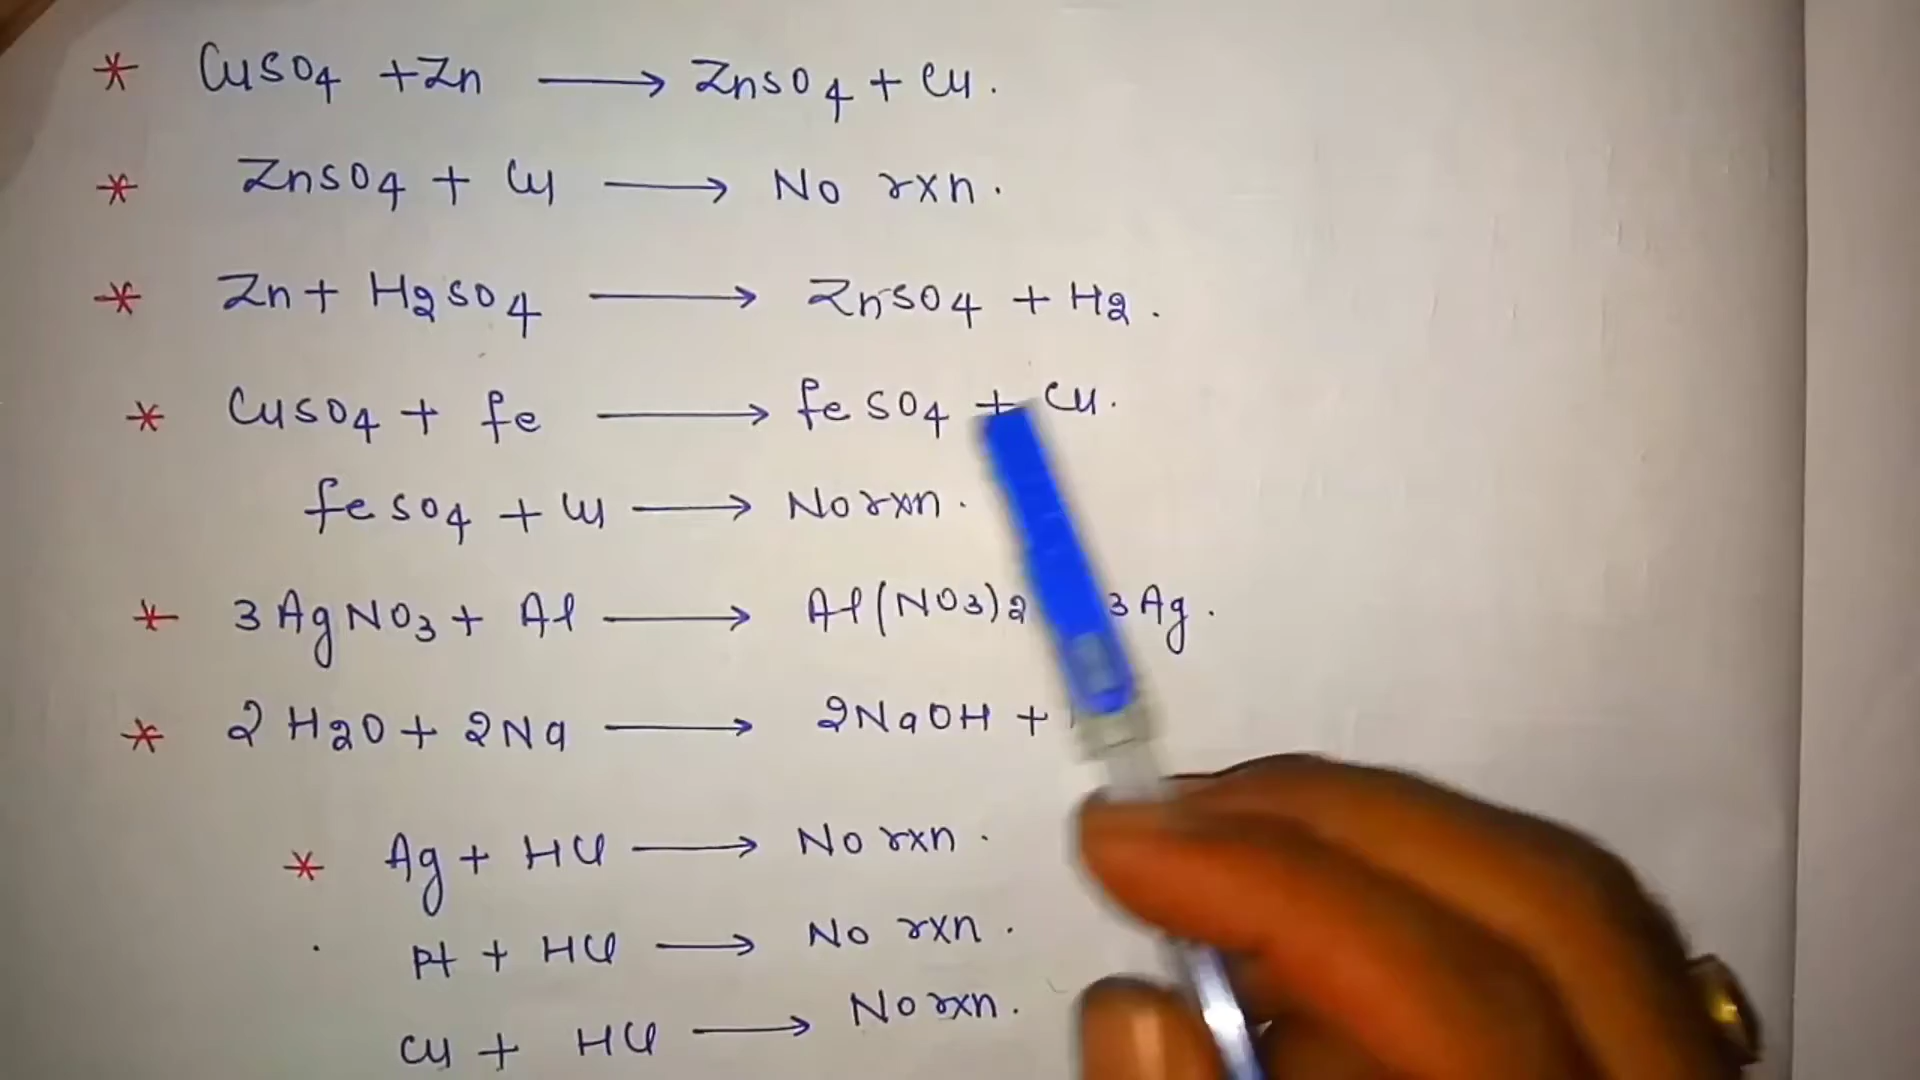 * CuSO4 + Zn ⟶ ZnSO4 + Cu.
* ZnSO4 + Cu ⟶ No rxn.
* Zn + H2SO4 ⟶ ZnSO4 + H2.
* CuSO4 + fe ⟶ feSO4 + Cu.
feSO4 + Cu ⟶ No rxn.
* 3AgNO3 + Al ⟶ Al(NO3)2 3Ag.
* 2H2O + 2Na ⟶ 2NaOH +
* Ag + HCl ⟶ No rxn.
Pt + HCl ⟶ No rxn.
Cu + HCl ⟶ No rxn.